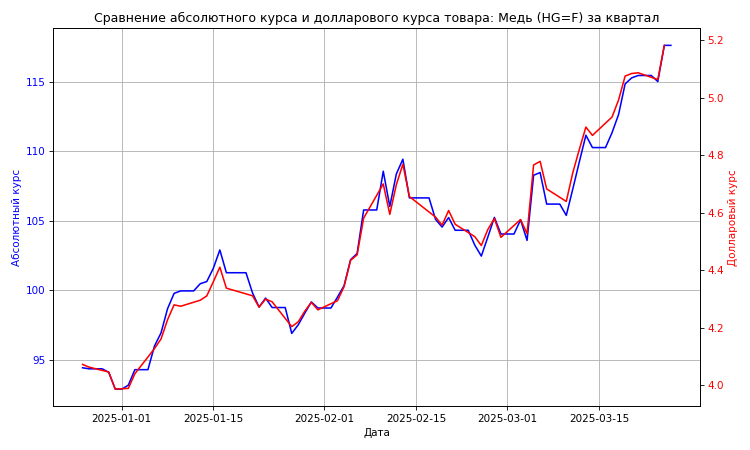 Сравнение абсолютного курса и долларового курса товара: Медь (HG=F) за квартал
Абсолютный курс
115
110
105
100
95
5.2
5.0
4.8
4.6
4.4
4.2
4.0
Долларовый курс
2025-01-01 2025-01-15 2025-02-01 2025-02-15 2025-03-01 2025-03-15
Дата